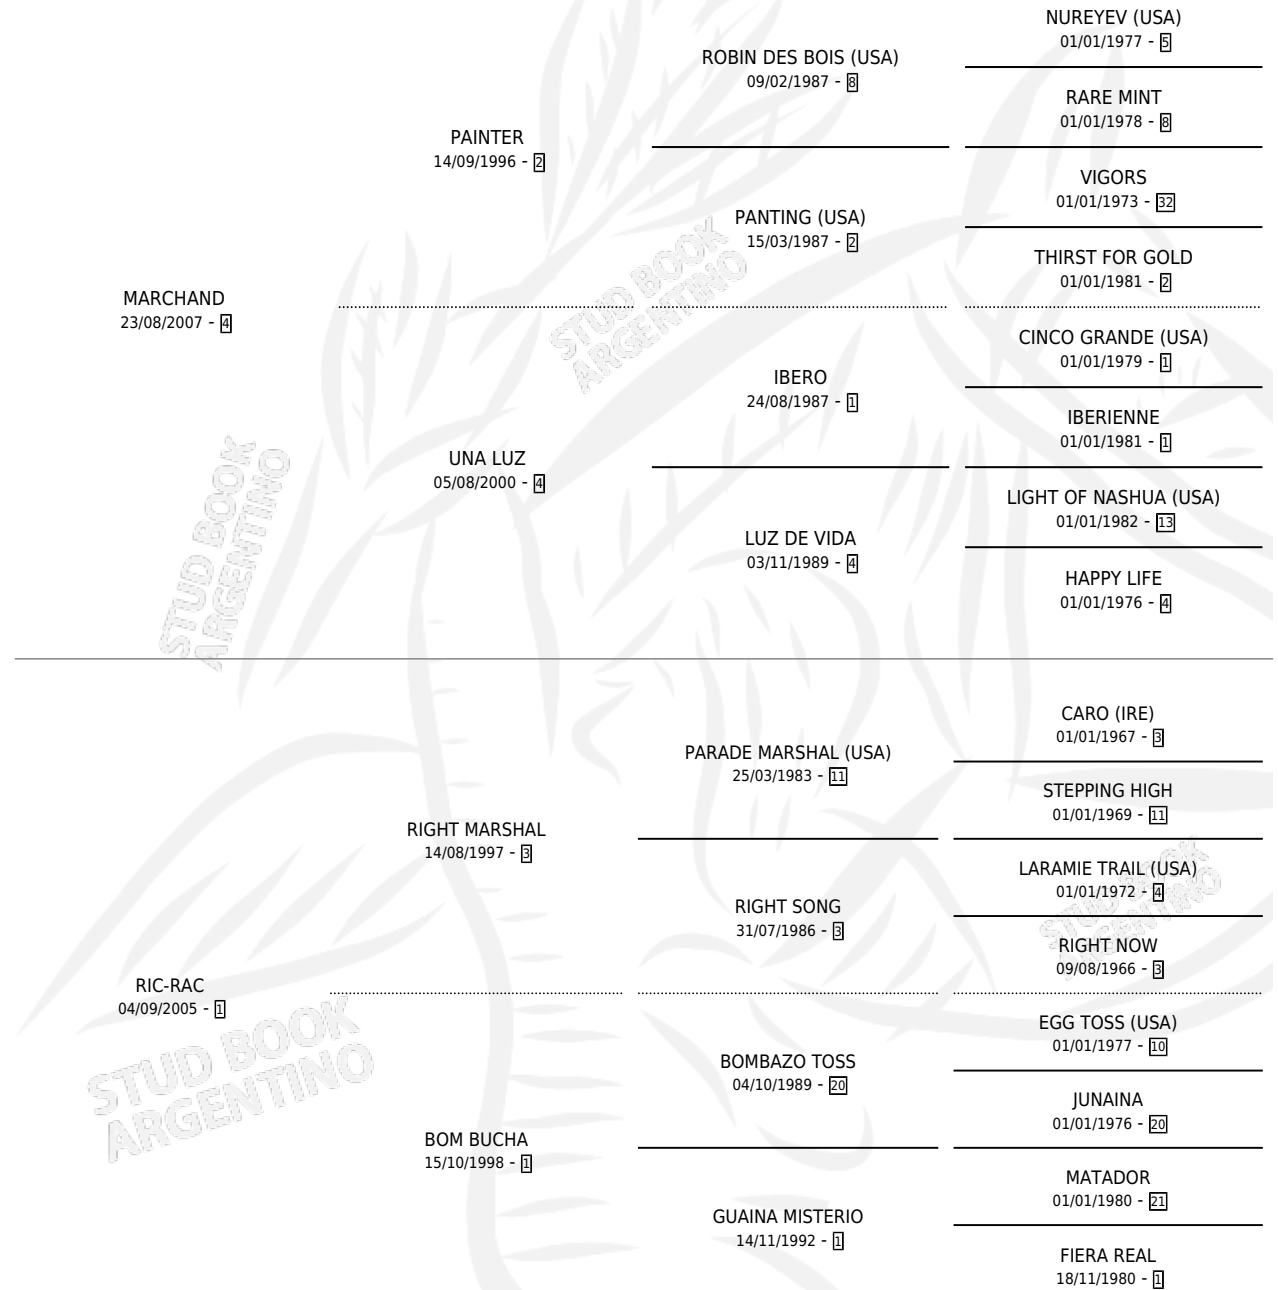 NUREYEV (USA)
01/01/1977 - 5
ROBIN DES BOIS (USA)
09/02/1987 - 8
RARE MINT
01/01/1978 - 8
PAINTER
14/09/1996 - 2
VIGORS
01/01/1973 - 32
PANTING (USA)
15/03/1987 - 2
THIRST FOR GOLD
01/01/1981 - 2
MARCHAND
23/08/2007 - 4
CINCO GRANDE (USA)
01/01/1979 - 1
IBERO
24/08/1987 - 1
IBERIENNE
01/01/1981 - 1
UNA LUZ
05/08/2000 - 4
LIGHT OF NASHUA (USA)
01/01/1982 - 13
LUZ DE VIDA
03/11/1989 - 4
HAPPY LIFE
01/01/1976 - 4
CARO (IRE)
01/01/1967 - 3
PARADE MARSHAL (USA)
25/03/1983 - 11
STEPPING HIGH
01/01/1969 - 11
RIGHT MARSHAL
14/08/1997 - 3
LARAMIE TRAIL (USA)
01/01/1972 - 4
RIGHT SONG
31/07/1986 - 3
RIGHT NOW
09/08/1966 - 3
RIC-RAC
04/09/2005 - 1
EGG TOSS (USA)
01/01/1977 - 10
BOMBAZO TOSS
04/10/1989 - 20
JUNAINA
01/01/1976 - 20
BOM BUCHA
15/10/1998 - 1
MATADOR
01/01/1980 - 21
GUAINA MISTERIO
14/11/1992 - 1
FIERA REAL
18/11/1980 - 1
STUD BOOK
ARGENTINO
STUD BOOK
ARGENTINO
STUD BOOK
ARGENTINO
STUD BOOK
ARGENTINO